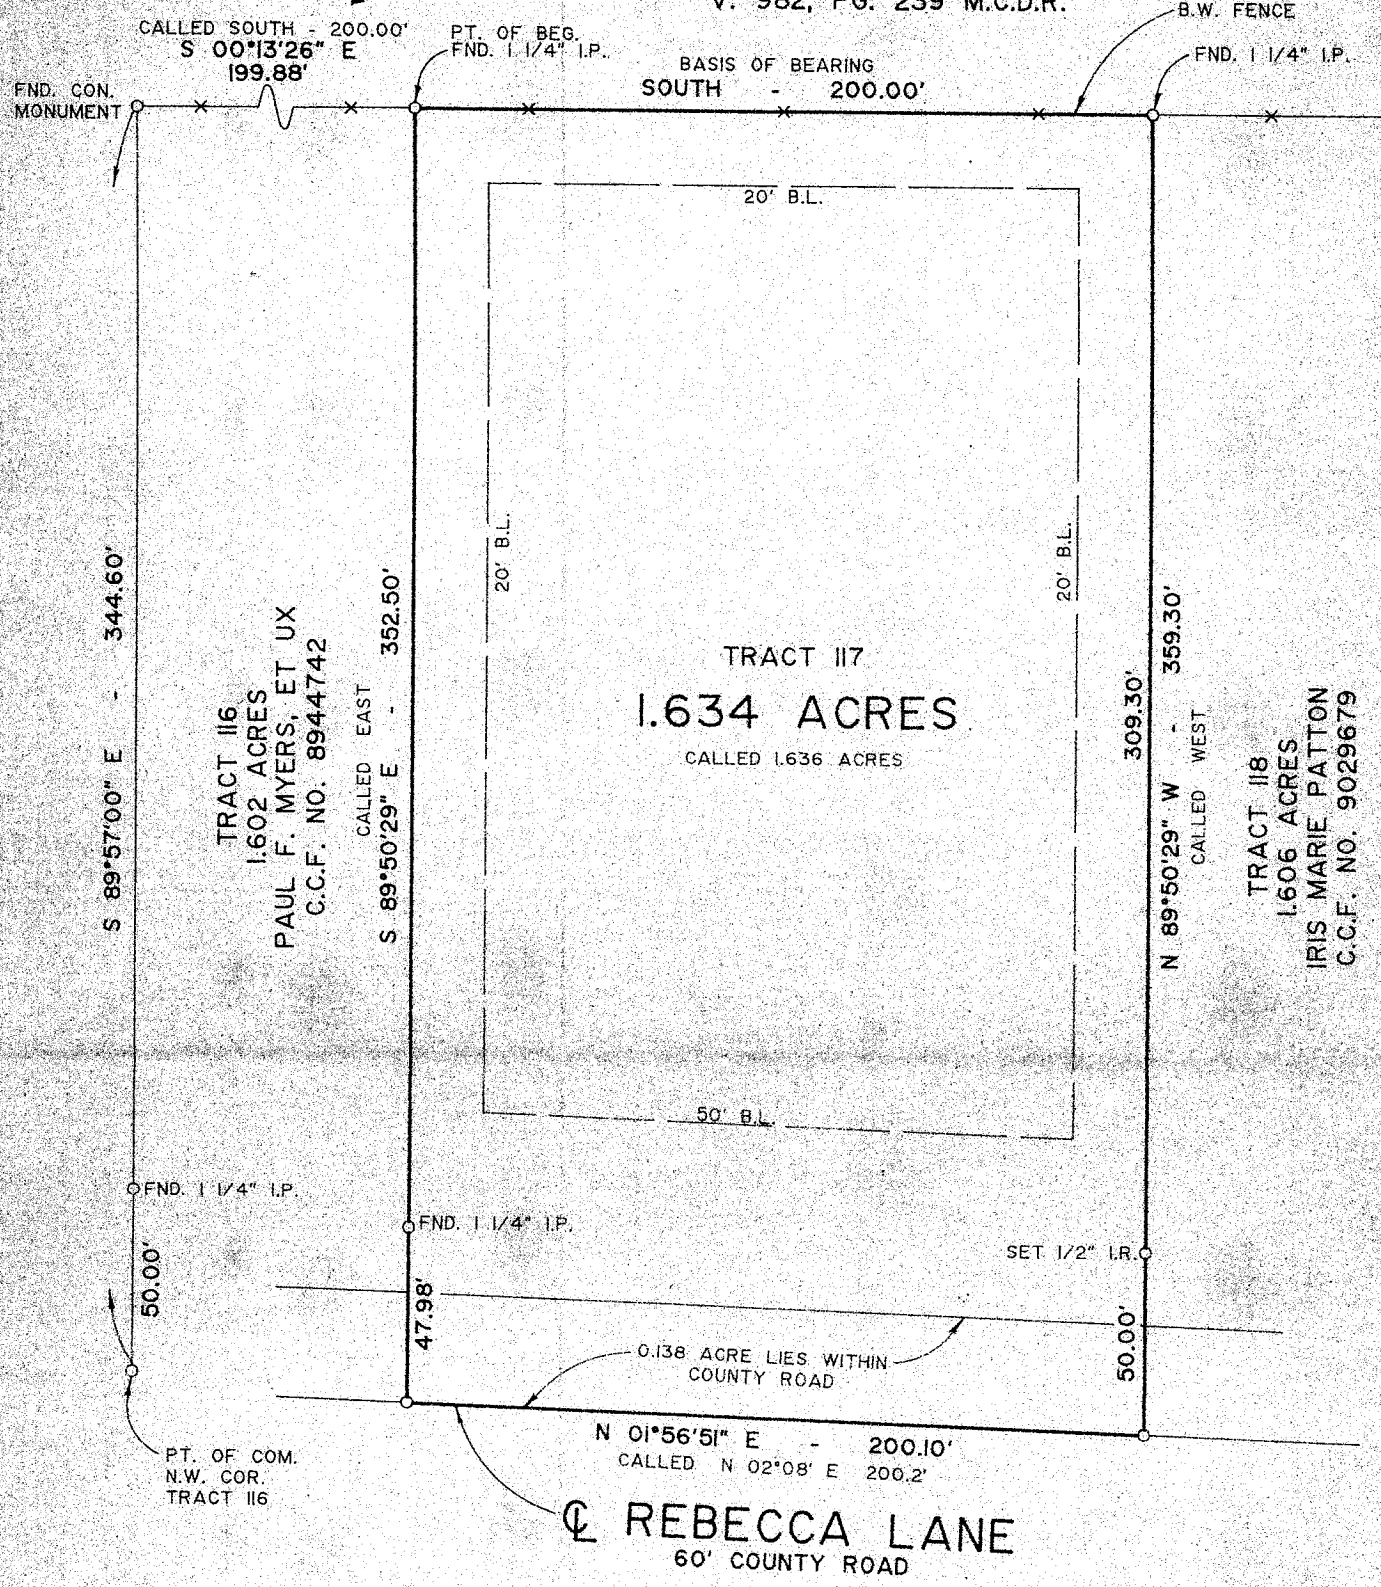 V. 982, PG. 239 M.C.D.R.
B.W. FENCE
CALLED SOUTH - 200.00'
S 00°13'26" E
199.88'
PT. OF BEG.
FND. 1 1/4" I.P.
BASIS OF BEARING
SOUTH - 200.00'
FND. 1 1/4" I.P.
FND. CON.
MONUMENT
20' B.L.
20' B.L.
20' B.L.
S 89°57'00" E - 344.60'
TRACT 116
1.602 ACRES
PAUL F. MYERS, ET UX
C.C.F. NO. 8944742
CALLED EAST
S 89°50'29" E - 352.50'
TRACT 117
1.634 ACRES
CALLED 1.636 ACRES
309.30'
N 89°50'29" W - 359.30'
CALLED WEST
TRACT 118
1.606 ACRES
IRIS MARIE PATTON
C.C.F. NO. 9029679
50' B.L.
FND. 1 1/4" I.P.
FND. 1 1/4" I.P.
SET 1/2" I.R.
50.00'
47.98'
50.00'
0.138 ACRE LIES WITHIN
COUNTY ROAD
N 01°56'51" E - 200.10'
CALLED N 02°08' E 200.2'
PT. OF COM.
N.W. COR.
TRACT 116
℄ REBECCA LANE
60' COUNTY ROAD